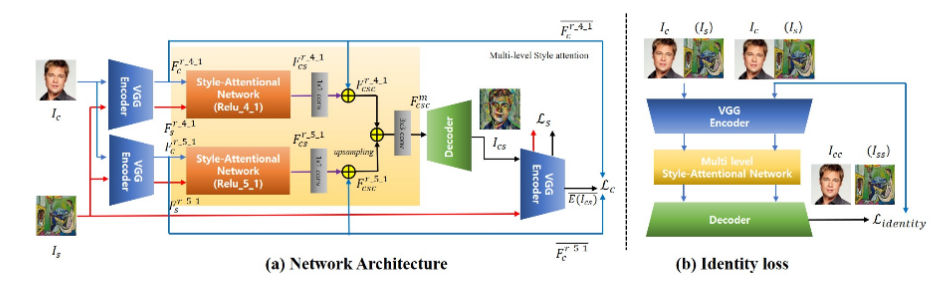 $\overline{F_c^{r\_4\_1}}$
Multi-level Style attention
$I_c$
VGG Encoder
$F_c^{r\_4\_1}$
Style-Attentional Network (Relu_4_1)
$F_{cs}^{r\_4\_1}$
1x1 conv
$F_{csc}^{r\_4\_1}$
$F_s^{r\_4\_1}$
$F_c^{r\_5\_1}$
VGG Encoder
Style-Attentional Network (Relu_5_1)
$F_{cs}^{r\_5\_1}$
1x1 conv
upsampling
$F_{csc}^{r\_5\_1}$
$F_s^{r\_5\_1}$
3x3 conv
$F_{csc}^m$
Decoder
$I_{cs}$
$\mathcal{L}_s$
VGG Encoder
$\mathcal{L}_c$
$\overline{E(I_{cs})}$
$I_s$
$\overline{F_c^{r\_5\_1}}$
(a) Network Architecture
$I_c$ $(I_s)$ $I_c$ $(I_s)$
VGG
Encoder
Multi level
Style-Attentional Network
$I_{cc}$ $(I_{ss})$
Decoder
$\mathcal{L}_{identity}$
(b) Identity loss